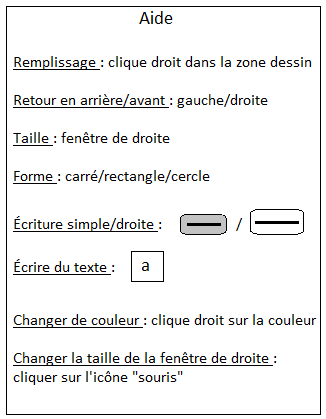 Aide
Remplissage : clique droit dans la zone dessin
Retour en arrière/avant : gauche/droite
Taille : fenêtre de droite
Forme : carré/rectangle/cercle
Écriture simple/droite : /
Écrire du texte : a
Changer de couleur : clique droit sur la couleur
Changer la taille de la fenêtre de droite :
cliquer sur l'icône "souris"